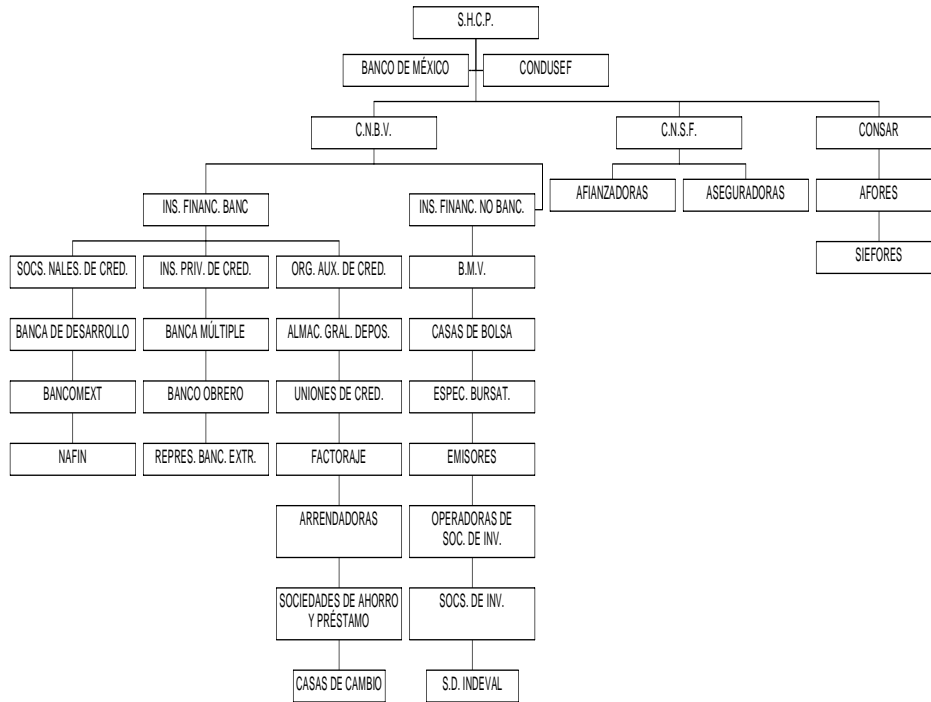 S.H.C.P.
BANCO DE MÉXICO
CONDUSEF
C.N.B.V.
C.N.S.F.
CONSAR
INS. FINANC. BANC
INS. FINANC. NO BANC.
AFIANZADORAS
ASEGURADORAS
AFORES
SOCS. NALES. DE CRED.
INS. PRIV. DE CRED.
ORG. AUX. DE CRED.
B.M.V.
SIEFORES
BANCA DE DESARROLLO
BANCA MÚLTIPLE
ALMAC. GRAL. DEPOS.
CASAS DE BOLSA
BANCOMEXT
BANCO OBRERO
UNIONES DE CRED.
ESPEC. BURSAT.
NAFIN
REPRES. BANC. EXTR.
FACTORAJE
EMISORES
ARRENDADORAS
OPERADORAS DE
SOC. DE INV.
SOCIEDADES DE AHORRO
Y PRÉSTAMO
SOCS. DE INV.
CASAS DE CAMBIO
S.D. INDEVAL